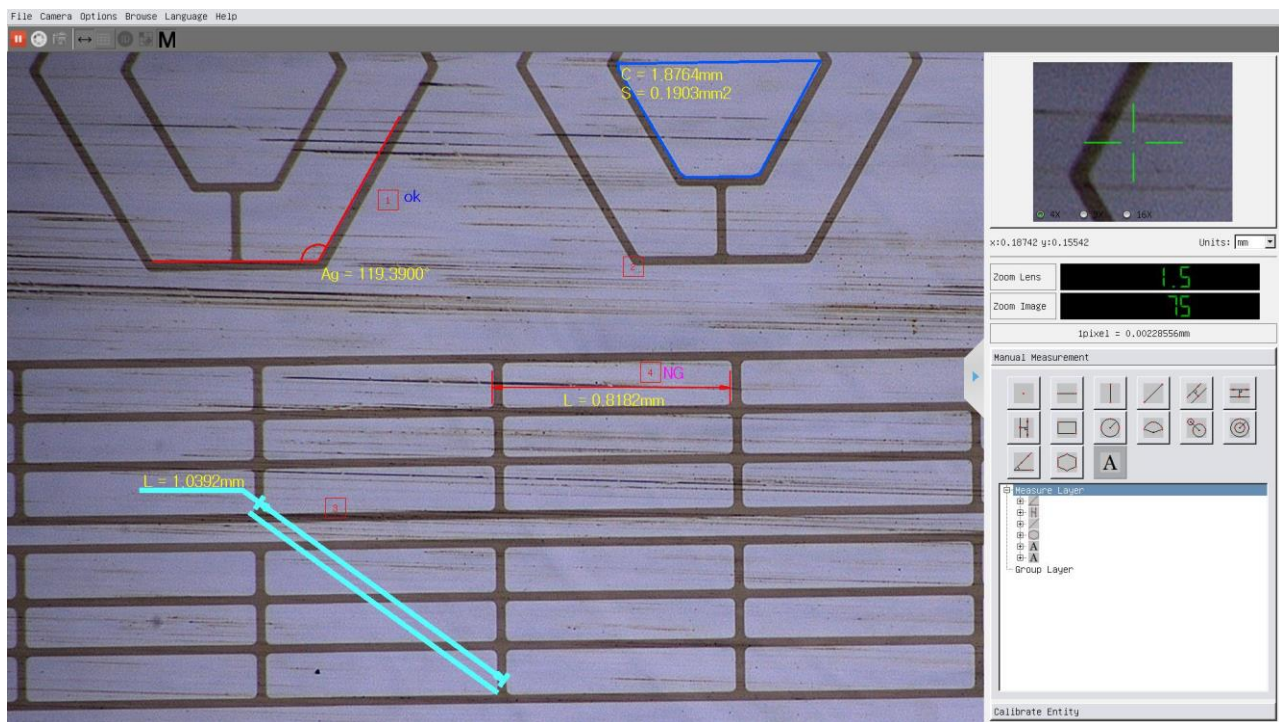 File Camera Options Browse Language Help
M
C = 1.8764mm
S = 0.1903mm2
1 ok
Ag = 119.3900°
2
4 NG
L = 0.8182mm
L = 1.0392mm
3
4X 16X
x:0.18742 y:0.15542 Units: mm
Zoom Lens 1.5
Zoom Image 75
1pixel = 0.00228556mm
Manual Measurement
A
Measure Layer
A
A
Group Layer
Calibrate Entity